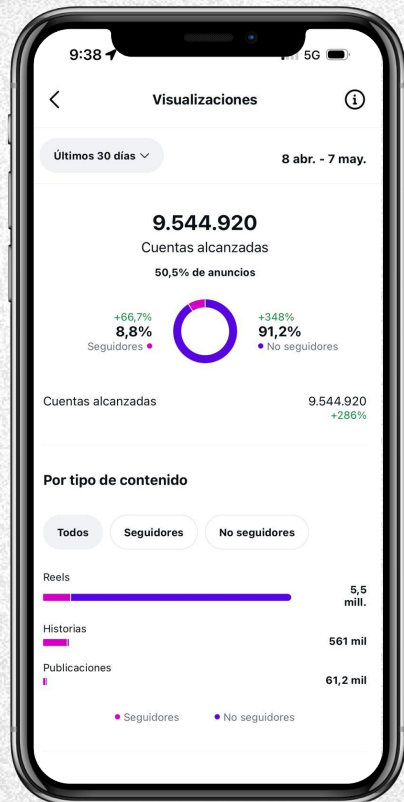 9:38
5G
Visualizaciones
Últimos 30 días
8 abr. - 7 may.
9.544.920
Cuentas alcanzadas
50,5% de anuncios
+66,7%
8,8%
Seguidores
+348%
91,2%
No seguidores
Cuentas alcanzadas
9.544.920
+286%
Por tipo de contenido
Todos
Seguidores
No seguidores
Reels
5,5
mill.
Historias
561 mil
Publicaciones
61,2 mil
Seguidores
No seguidores